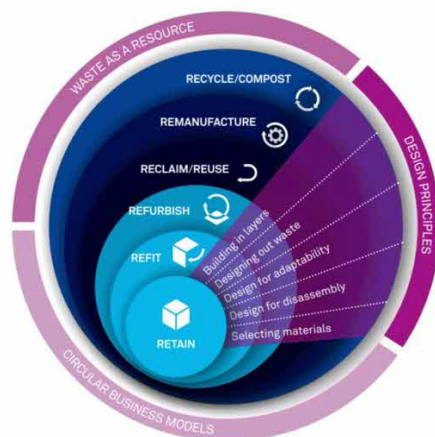 WASTE AS A RESOURCE
RECYCLE/COMPOST
REMANUFACTURE
RECLAIM/REUSE
REFURBISH
REFIT
RETAIN
Building in layers
Designing out waste
Design for adaptability
Design for disassembly
Selecting materials
DESIGN PRINCIPLES
CIRCULAR BUSINESS MODELS